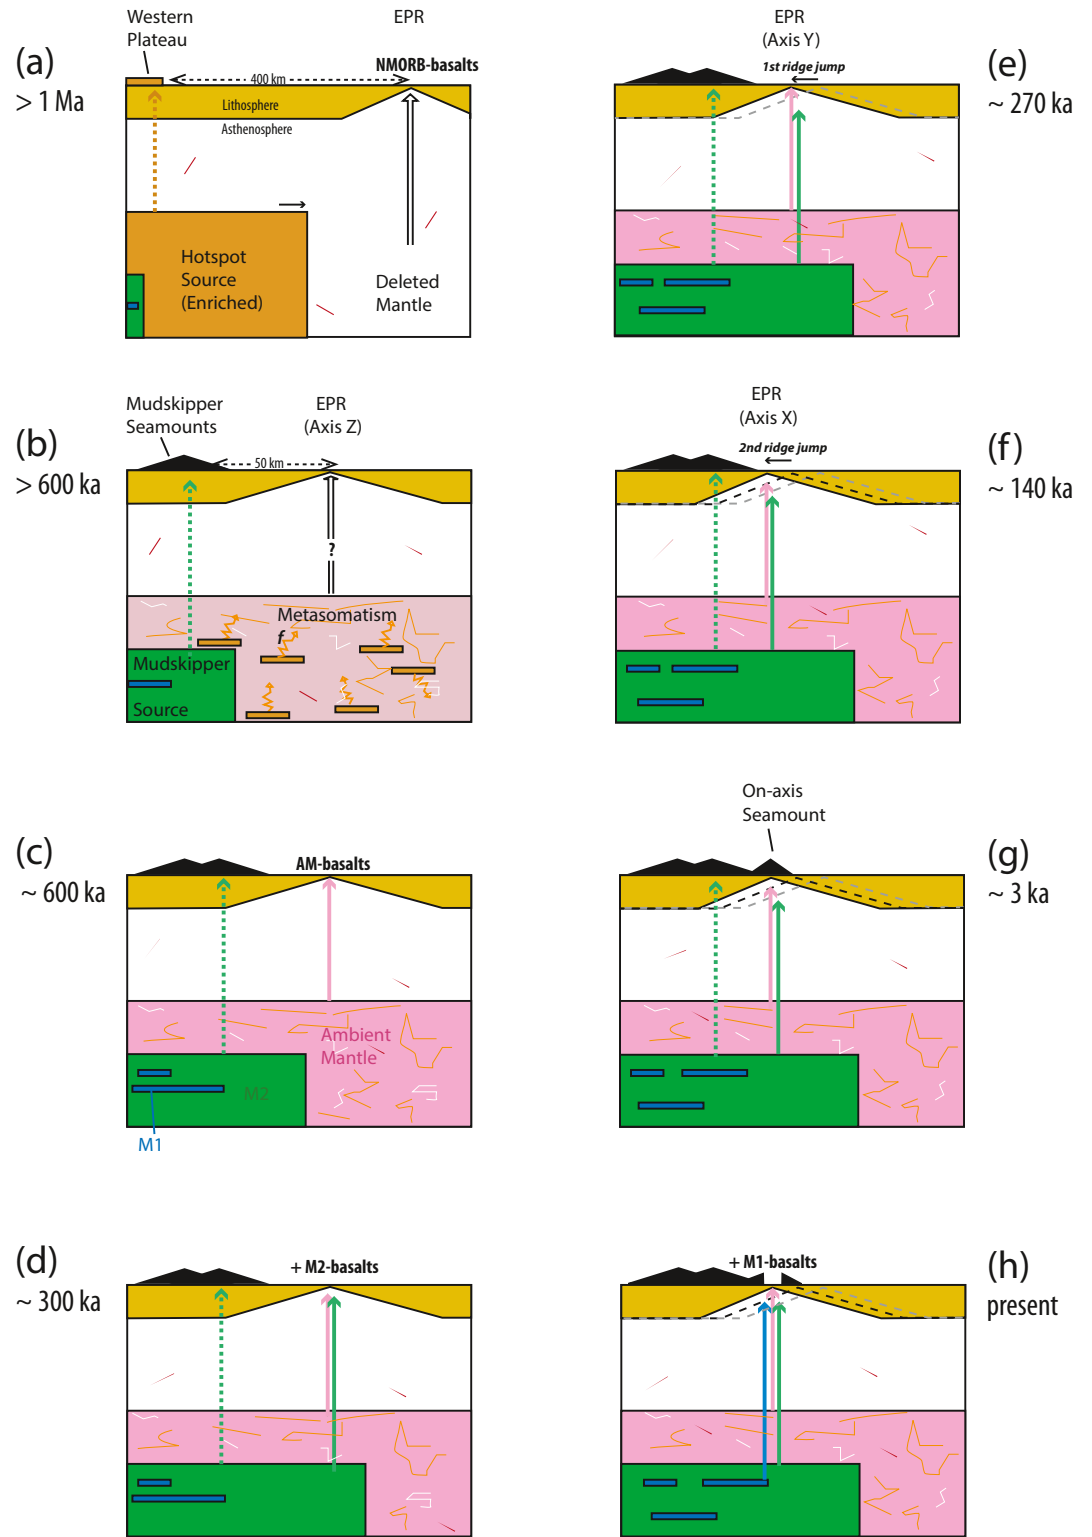 (a)
> 1 Ma
Western
Plateau
EPR
400 km
NMORB-basalts
Lithosphere
Asthenosphere
Hotspot
Source
(Enriched)
Deleted
Mantle
(b)
> 600 ka
Mudskipper
Seamounts
EPR
(Axis Z)
50 km
?
Metasomatism
f
Mudskipper
Source
(c)
~ 600 ka
AM-basalts
Ambient
Mantle
M2
M1
(d)
~ 300 ka
+ M2-basalts
(e)
~ 270 ka
EPR
(Axis Y)
1st ridge jump
(f)
~ 140 ka
EPR
(Axis X)
2nd ridge jump
(g)
~ 3 ka
On-axis
Seamount
(h)
present
+ M1-basalts